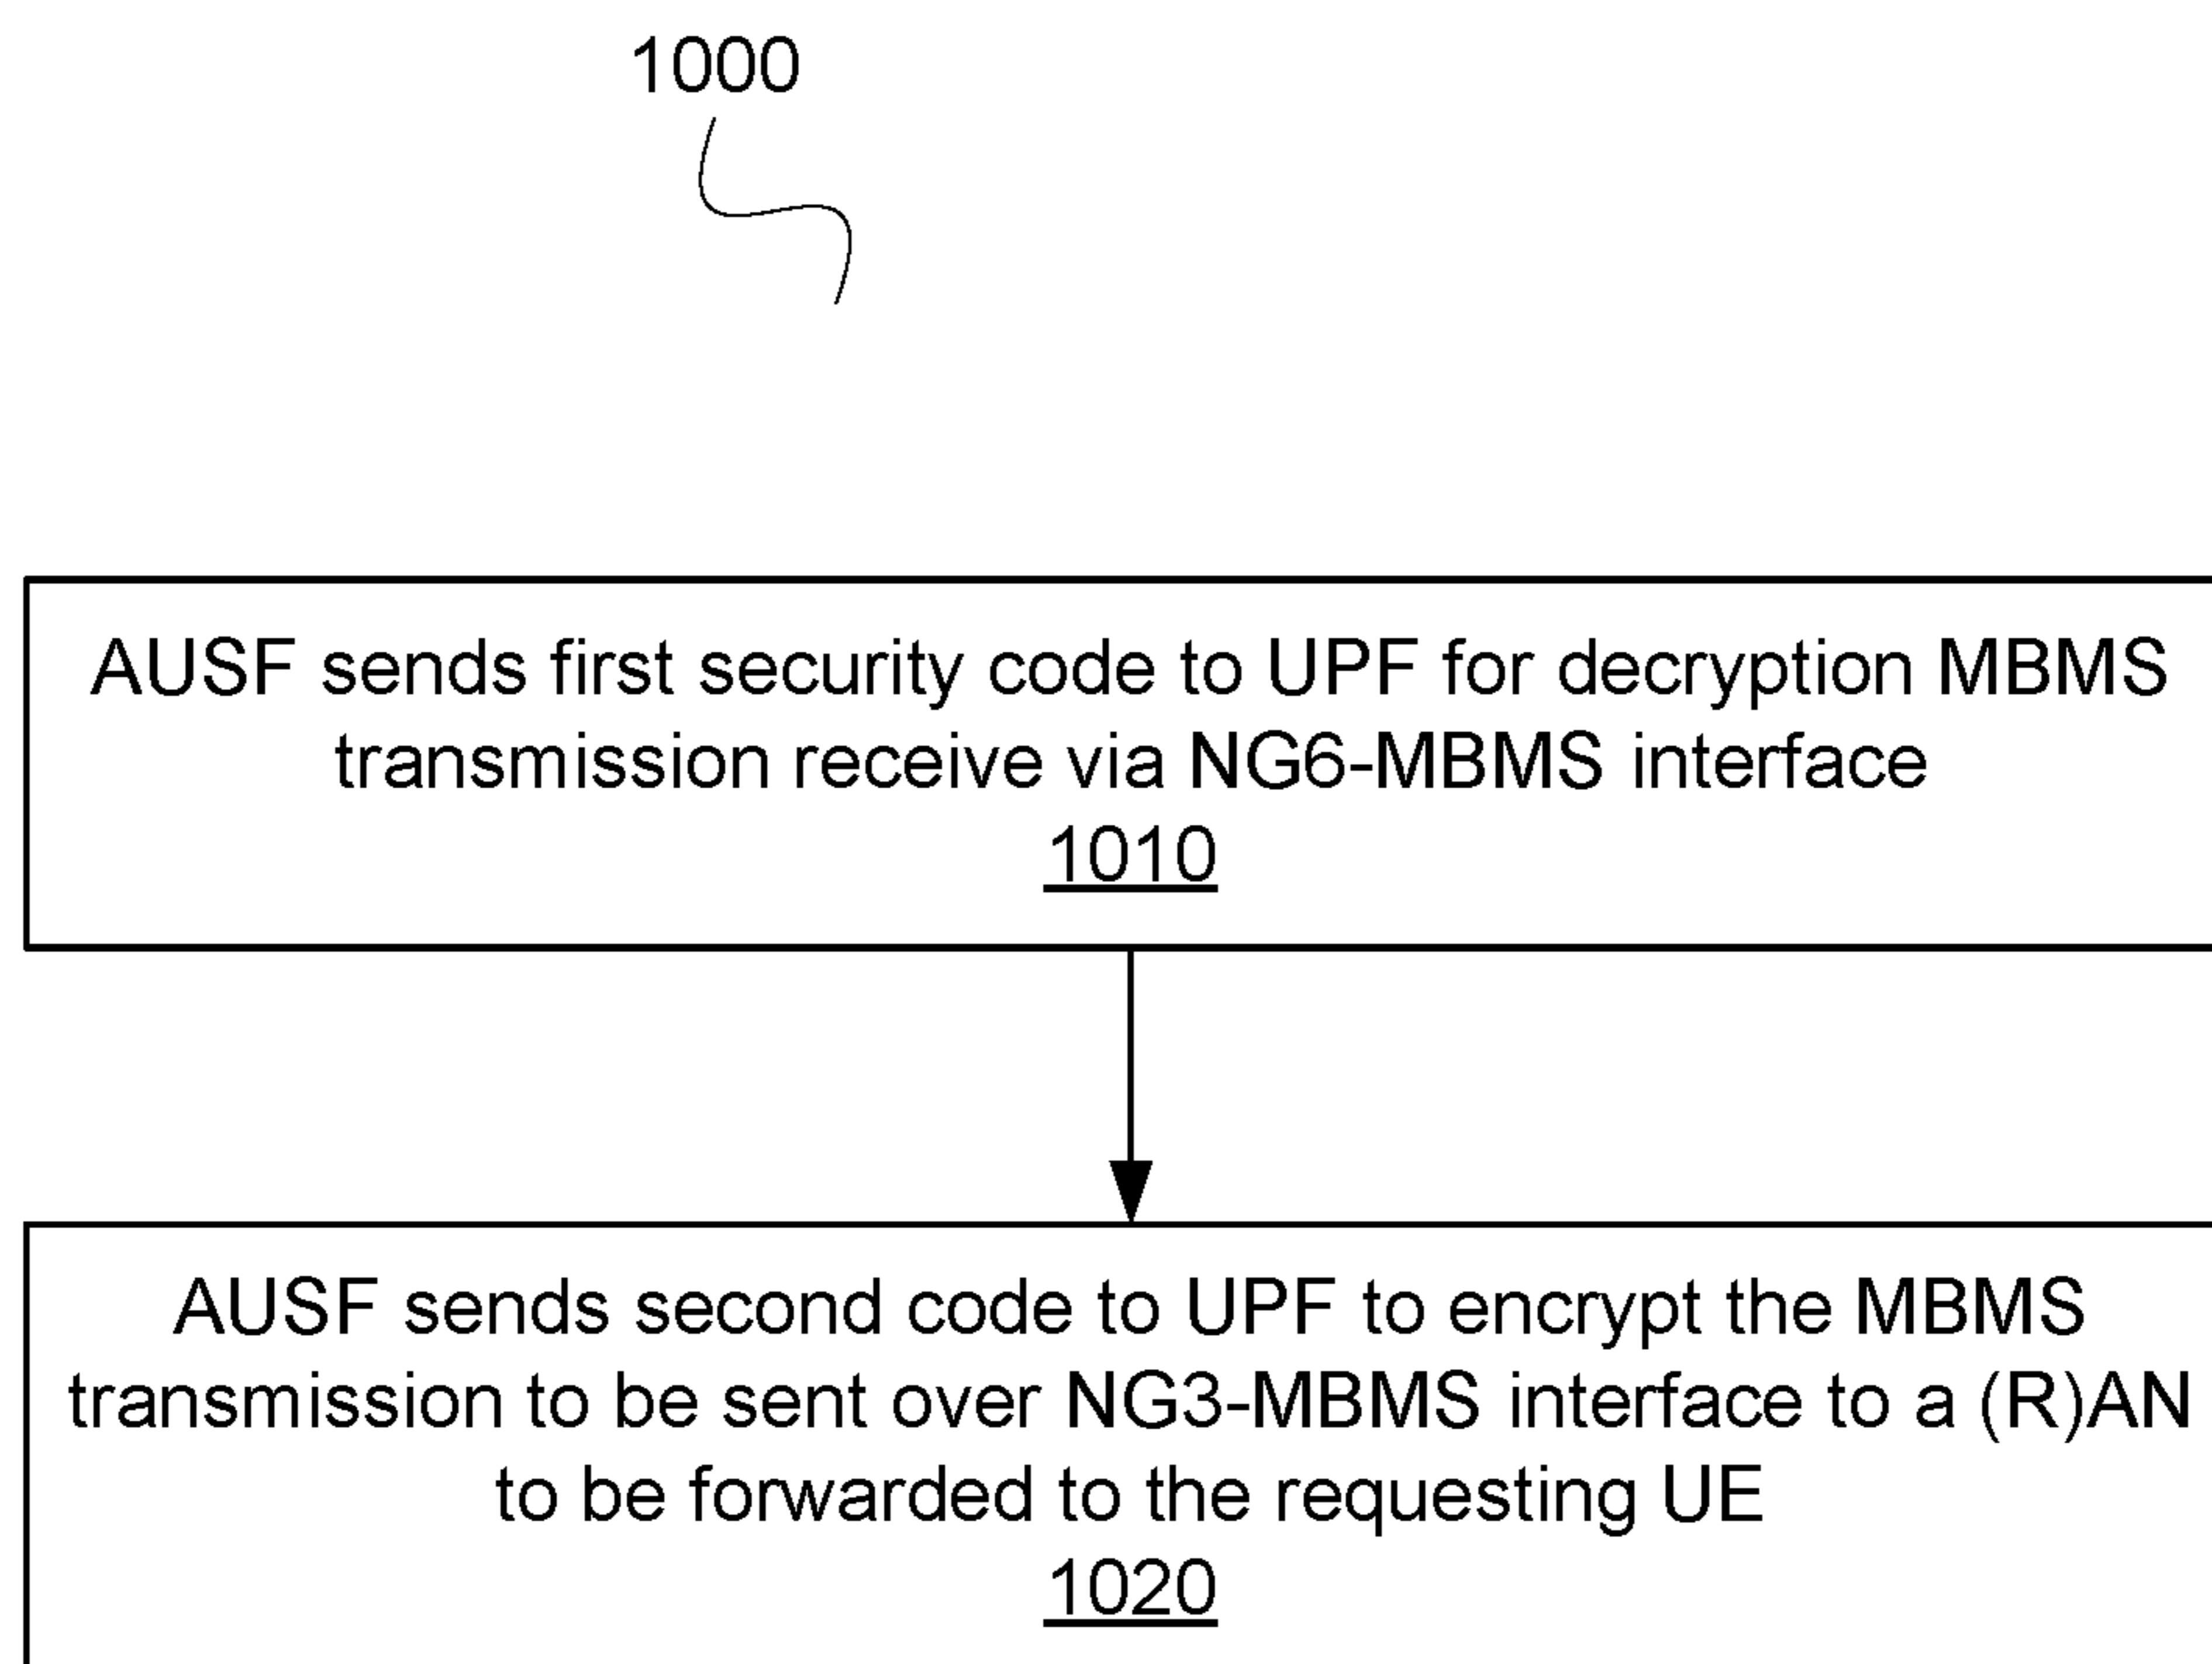 1000
AUSF sends first security code to UPF for decryption MBMS
transmission receive via NG6-MBMS interface
1010
AUSF sends second code to UPF to encrypt the MBMS
transmission to be sent over NG3-MBMS interface to a (R)AN
to be forwarded to the requesting UE
1020